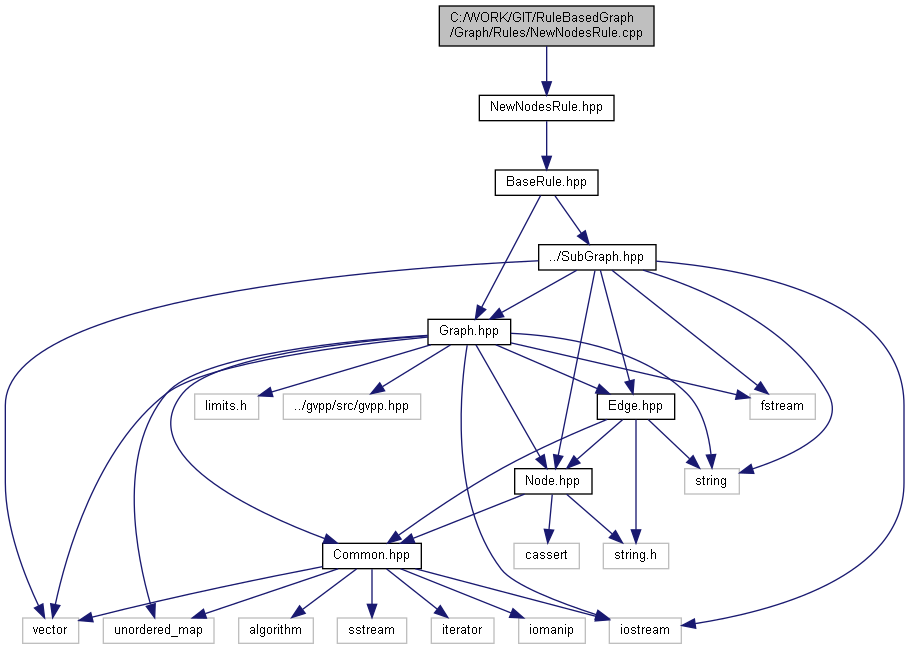 C:/WORK/GIT/RuleBasedGraph
/Graph/Rules/NewNodesRule.cpp
NewNodesRule.hpp
BaseRule.hpp
../SubGraph.hpp
Graph.hpp
limits.h
../gvpp/src/gvpp.hpp
Edge.hpp
fstream
Node.hpp
string
Common.hpp
cassert
string.h
vector
unordered_map
algorithm
sstream
iterator
iomanip
iostream